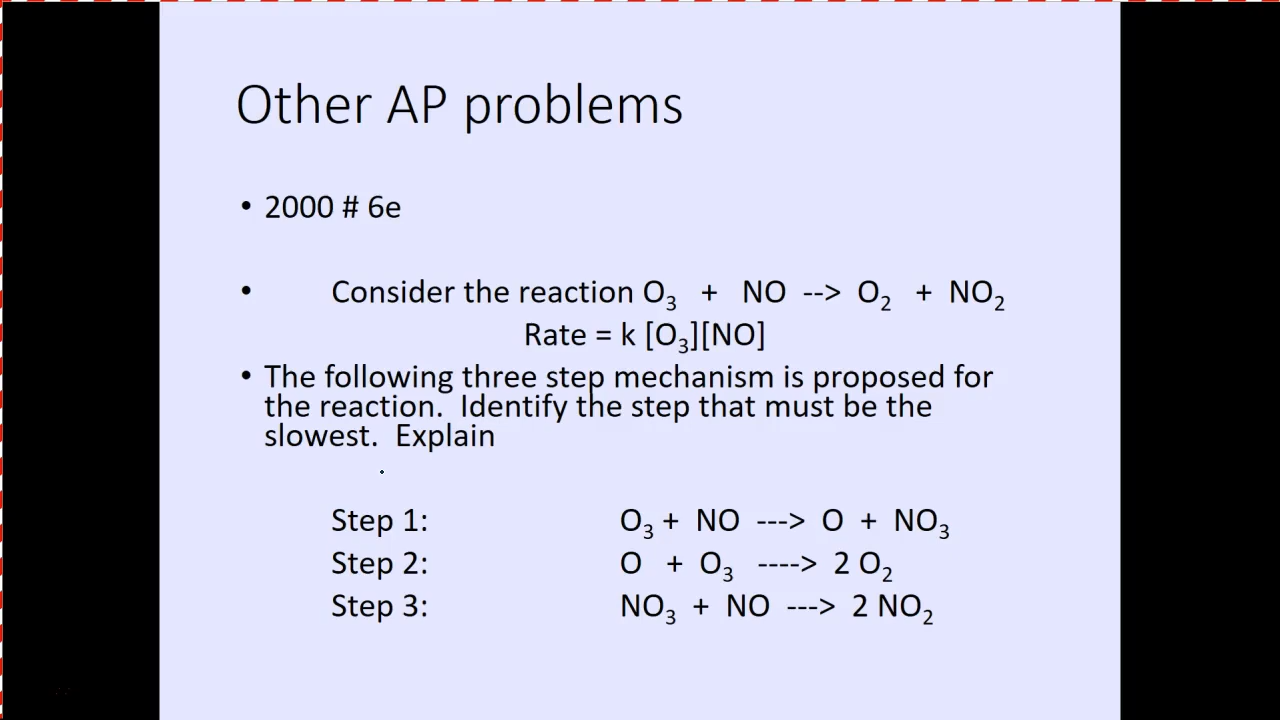 Other AP problems
• 2000 # 6e
• Consider the reaction O₃ + NO --> O₂ + NO₂
Rate = k [O₃][NO]
• The following three step mechanism is proposed for
the reaction. Identify the step that must be the
slowest. Explain
Step 1: O₃ + NO ---> O + NO₃
Step 2: O + O₃ ----> 2 O₂
Step 3: NO₃ + NO ---> 2 NO₂